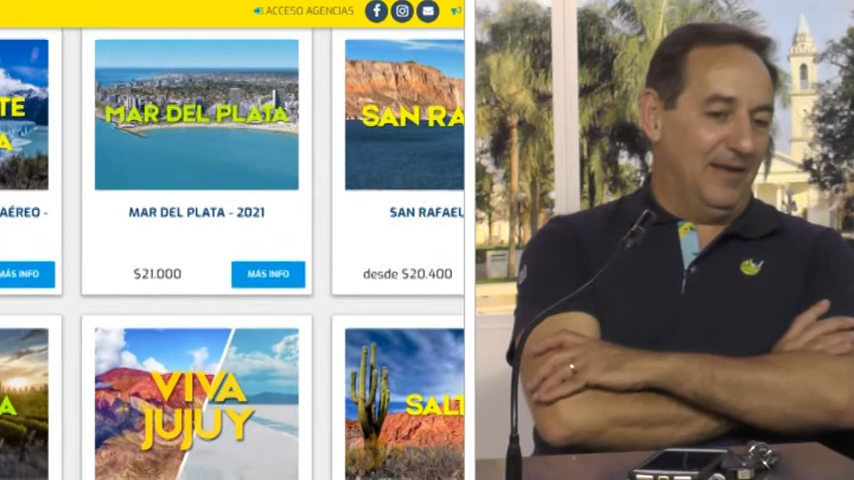 ACCESO AGENCIAS
TE
A
MAR DEL PLATA
SAN RA
AÉREO -
MAR DEL PLATA - 2021
SAN RAFAEL
MÁS INFO
$21.000
MÁS INFO
desde $20.400
A
VIVA
JUJUY
SALT